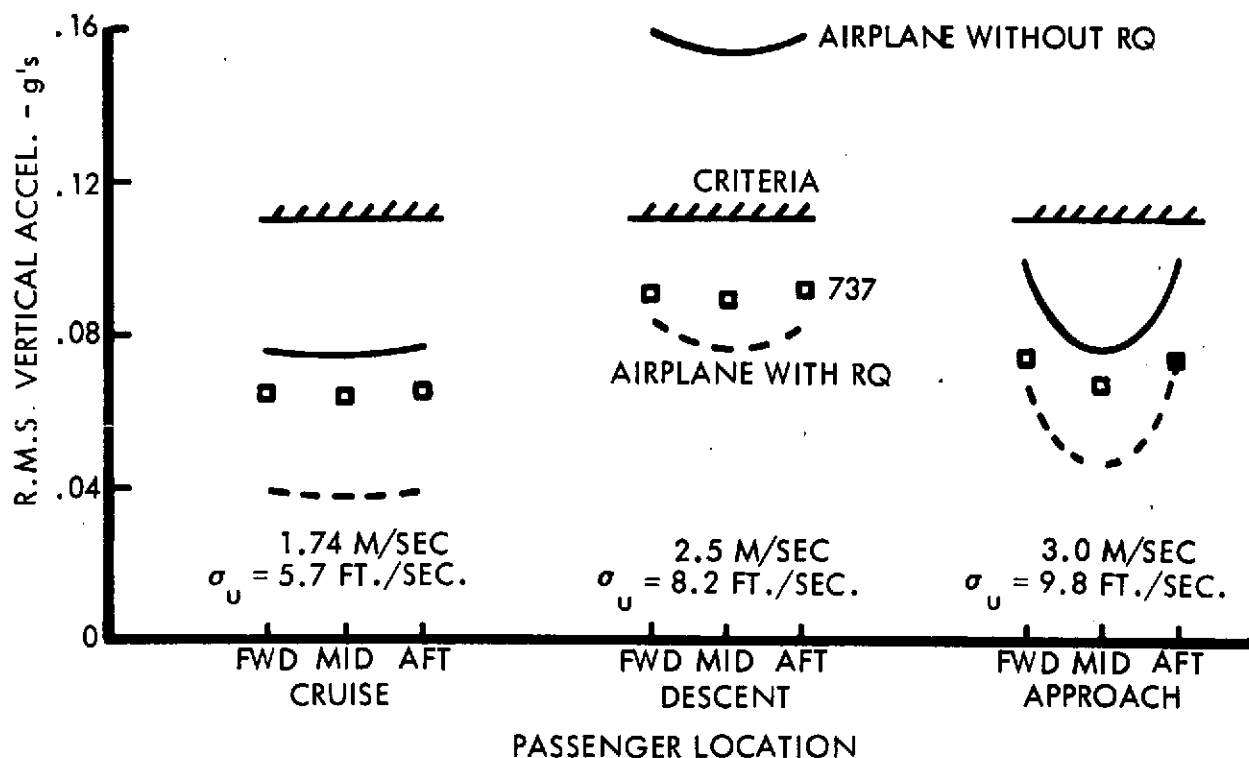 R.M.S. VERTICAL ACCEL. - g's
.16
.12
.08
.04
0
AIRPLANE WITHOUT RQ
CRITERIA
737
AIRPLANE WITH RQ
1.74 M/SEC
σu = 5.7 FT./SEC.
2.5 M/SEC
σu = 8.2 FT./SEC.
3.0 M/SEC
σu = 9.8 FT./SEC.
FWD MID AFT
CRUISE
FWD MID AFT
DESCENT
FWD MID AFT
APPROACH
PASSENGER LOCATION